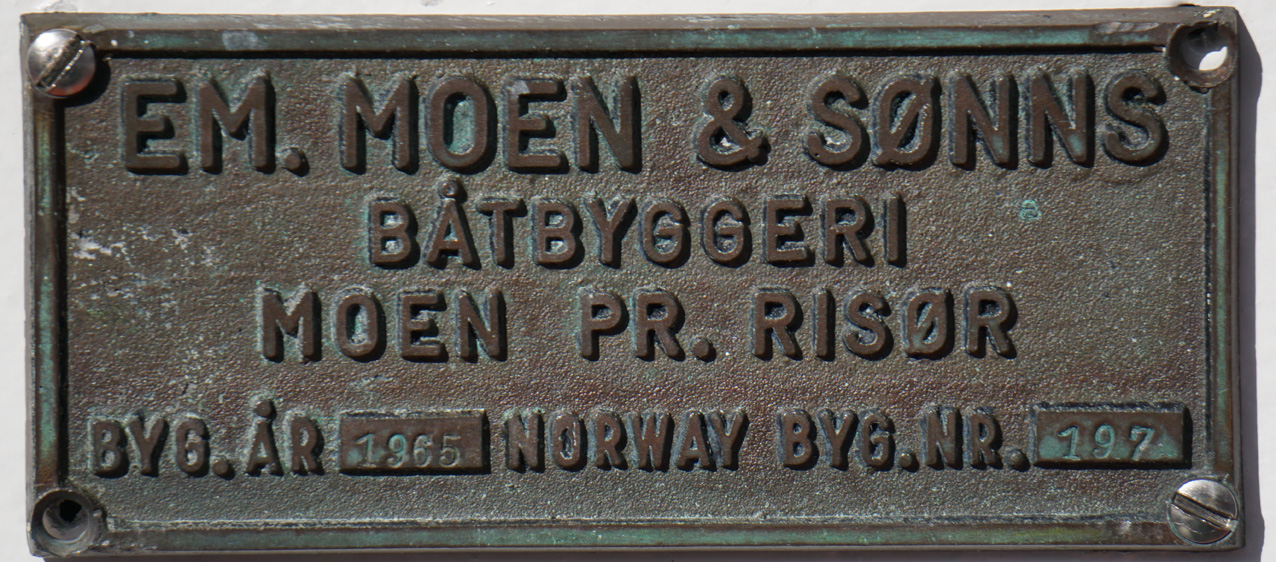 EM. MOEN & SØNNS
BÅTBYGGERI
MOEN PR. RISØR
BYG. ÅR 1965 NORWAY BYG.NR. 197